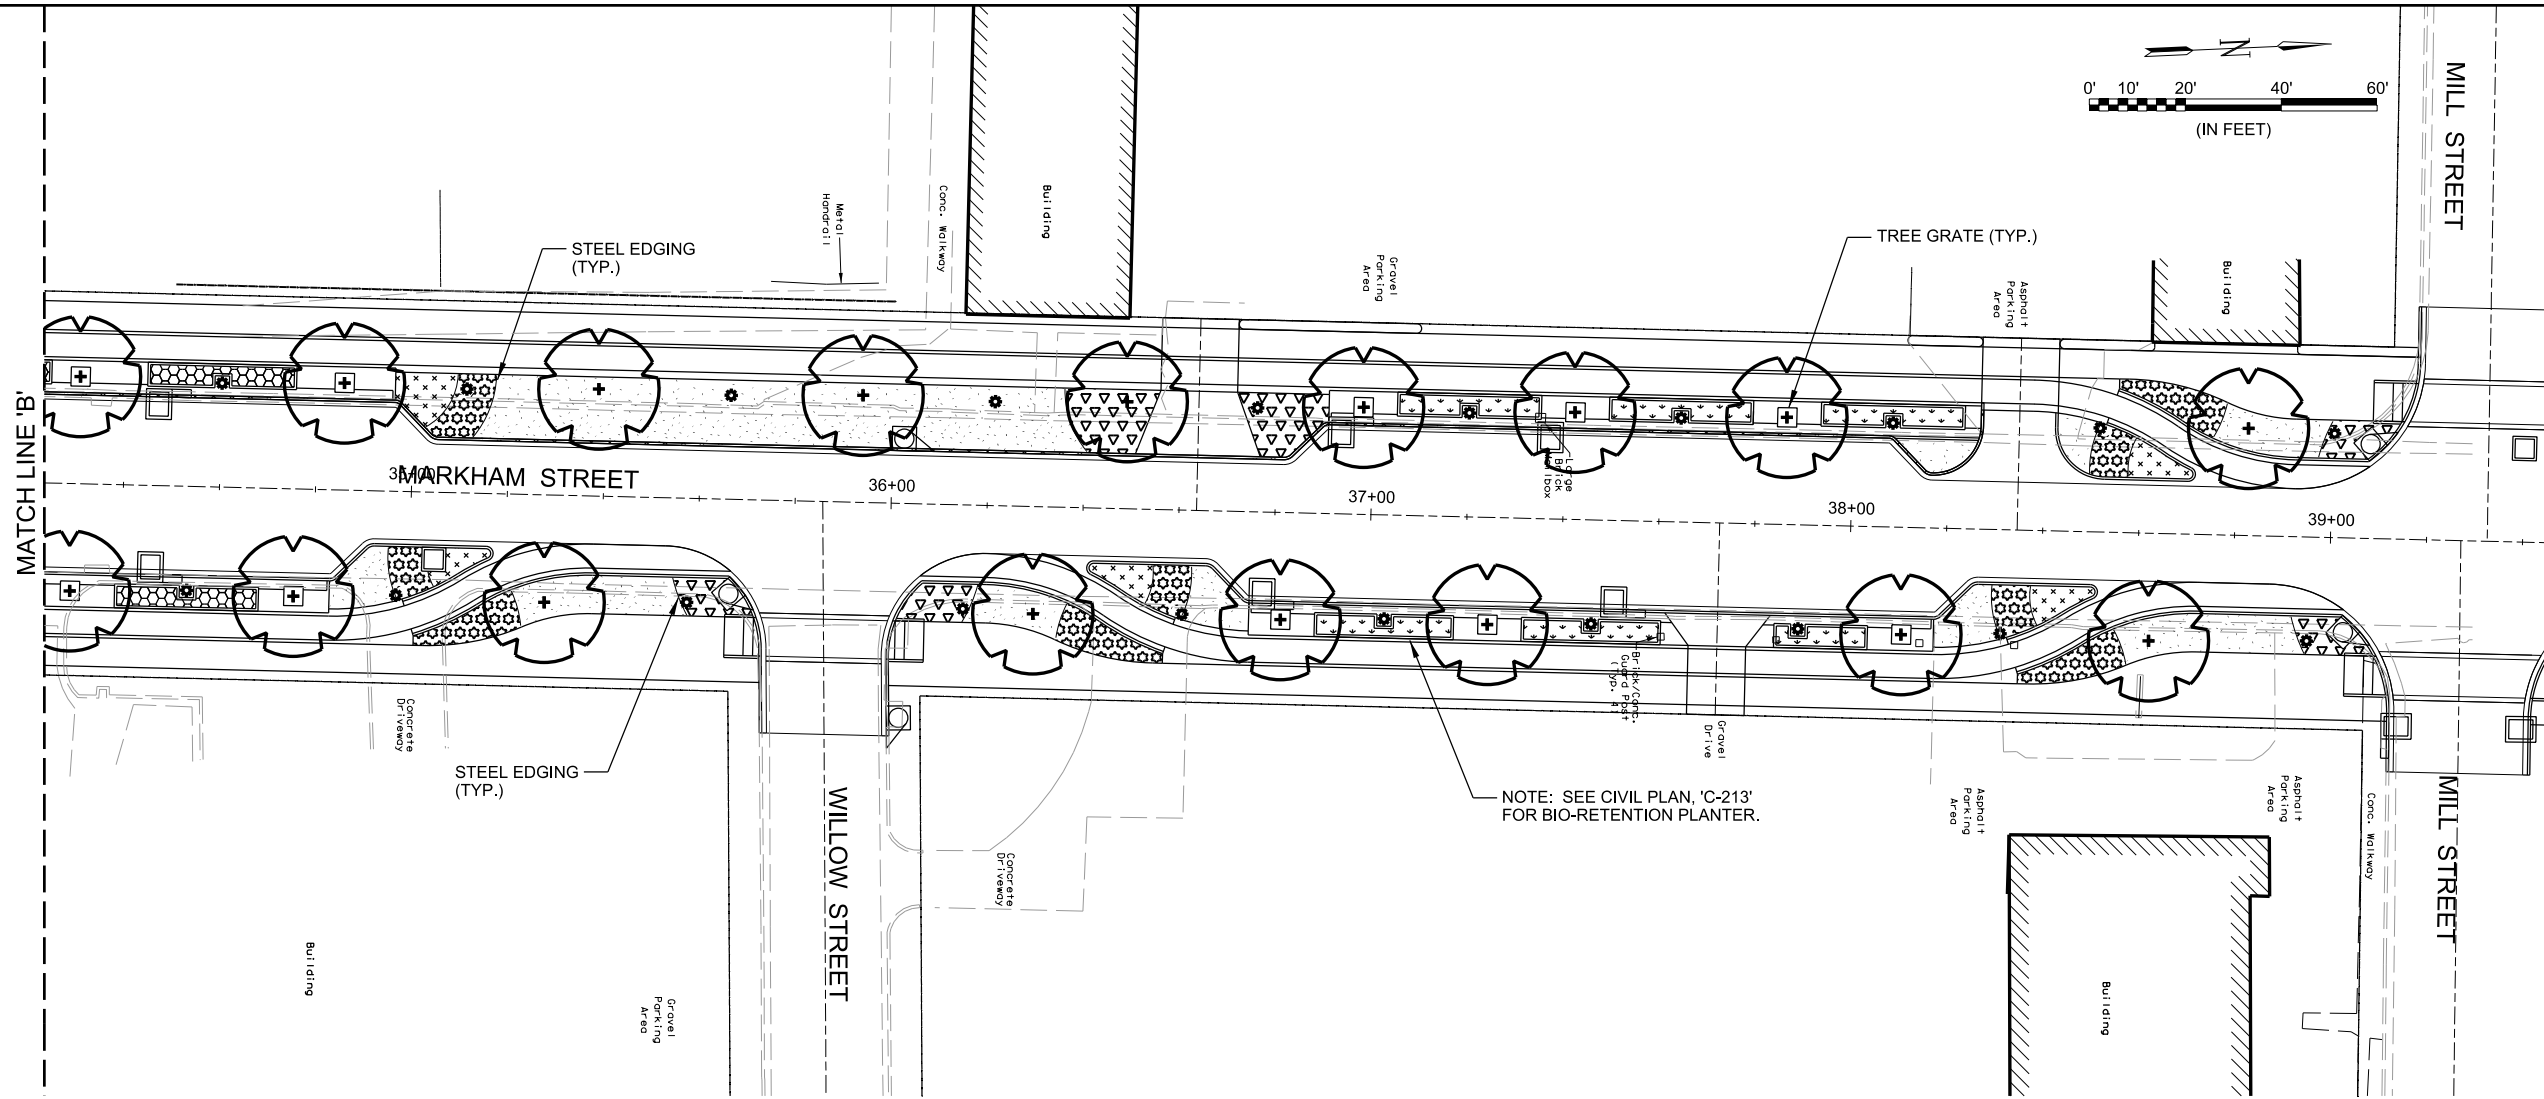 MATCH LINE 'B'
STEEL EDGING
(TYP.)
Metal
Handrail
Conc. Walkway
Building
Gravel
Parking
Area
TREE GRATE (TYP.)
Asphalt
Parking
Area
Building
N
0' 10' 20' 40' 60'
(IN FEET)
MILL STREET
MARKHAM STREET
36+00
37+00
38+00
39+00
Large
Brick
Concrete
Driveway
STEEL EDGING
(TYP.)
WILLOW STREET
Concrete
Driveway
Brick/Conc.
Guard Post
Gravel
Drive
NOTE: SEE CIVIL PLAN, 'C-213'
FOR BIO-RETENTION PLANTER.
Asphalt
Parking
Area
Asphalt
Parking
Area
Conc. Walkway
MILL STREET
Building
Gravel
Parking
Area
Building